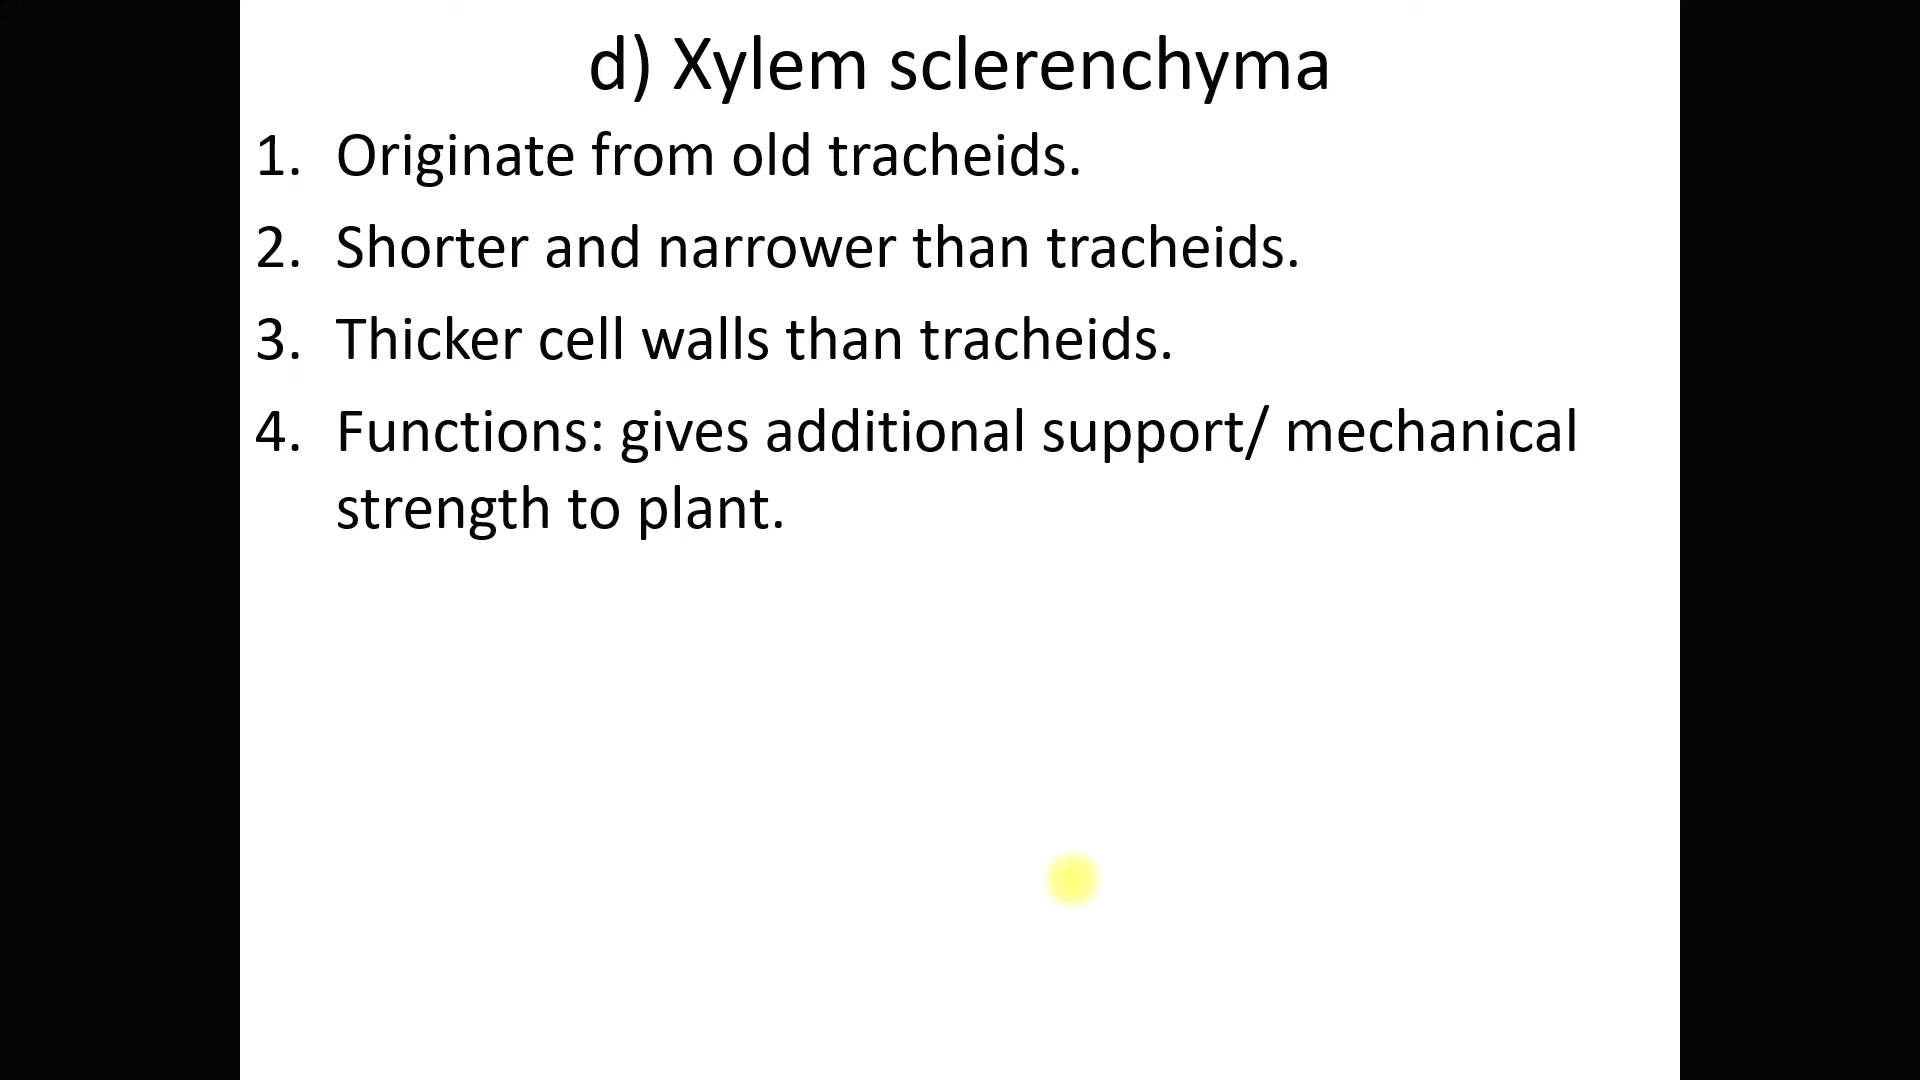 d) Xylem sclerenchyma
1. Originate from old tracheids.
2. Shorter and narrower than tracheids.
3. Thicker cell walls than tracheids.
4. Functions: gives additional support/ mechanical
strength to plant.